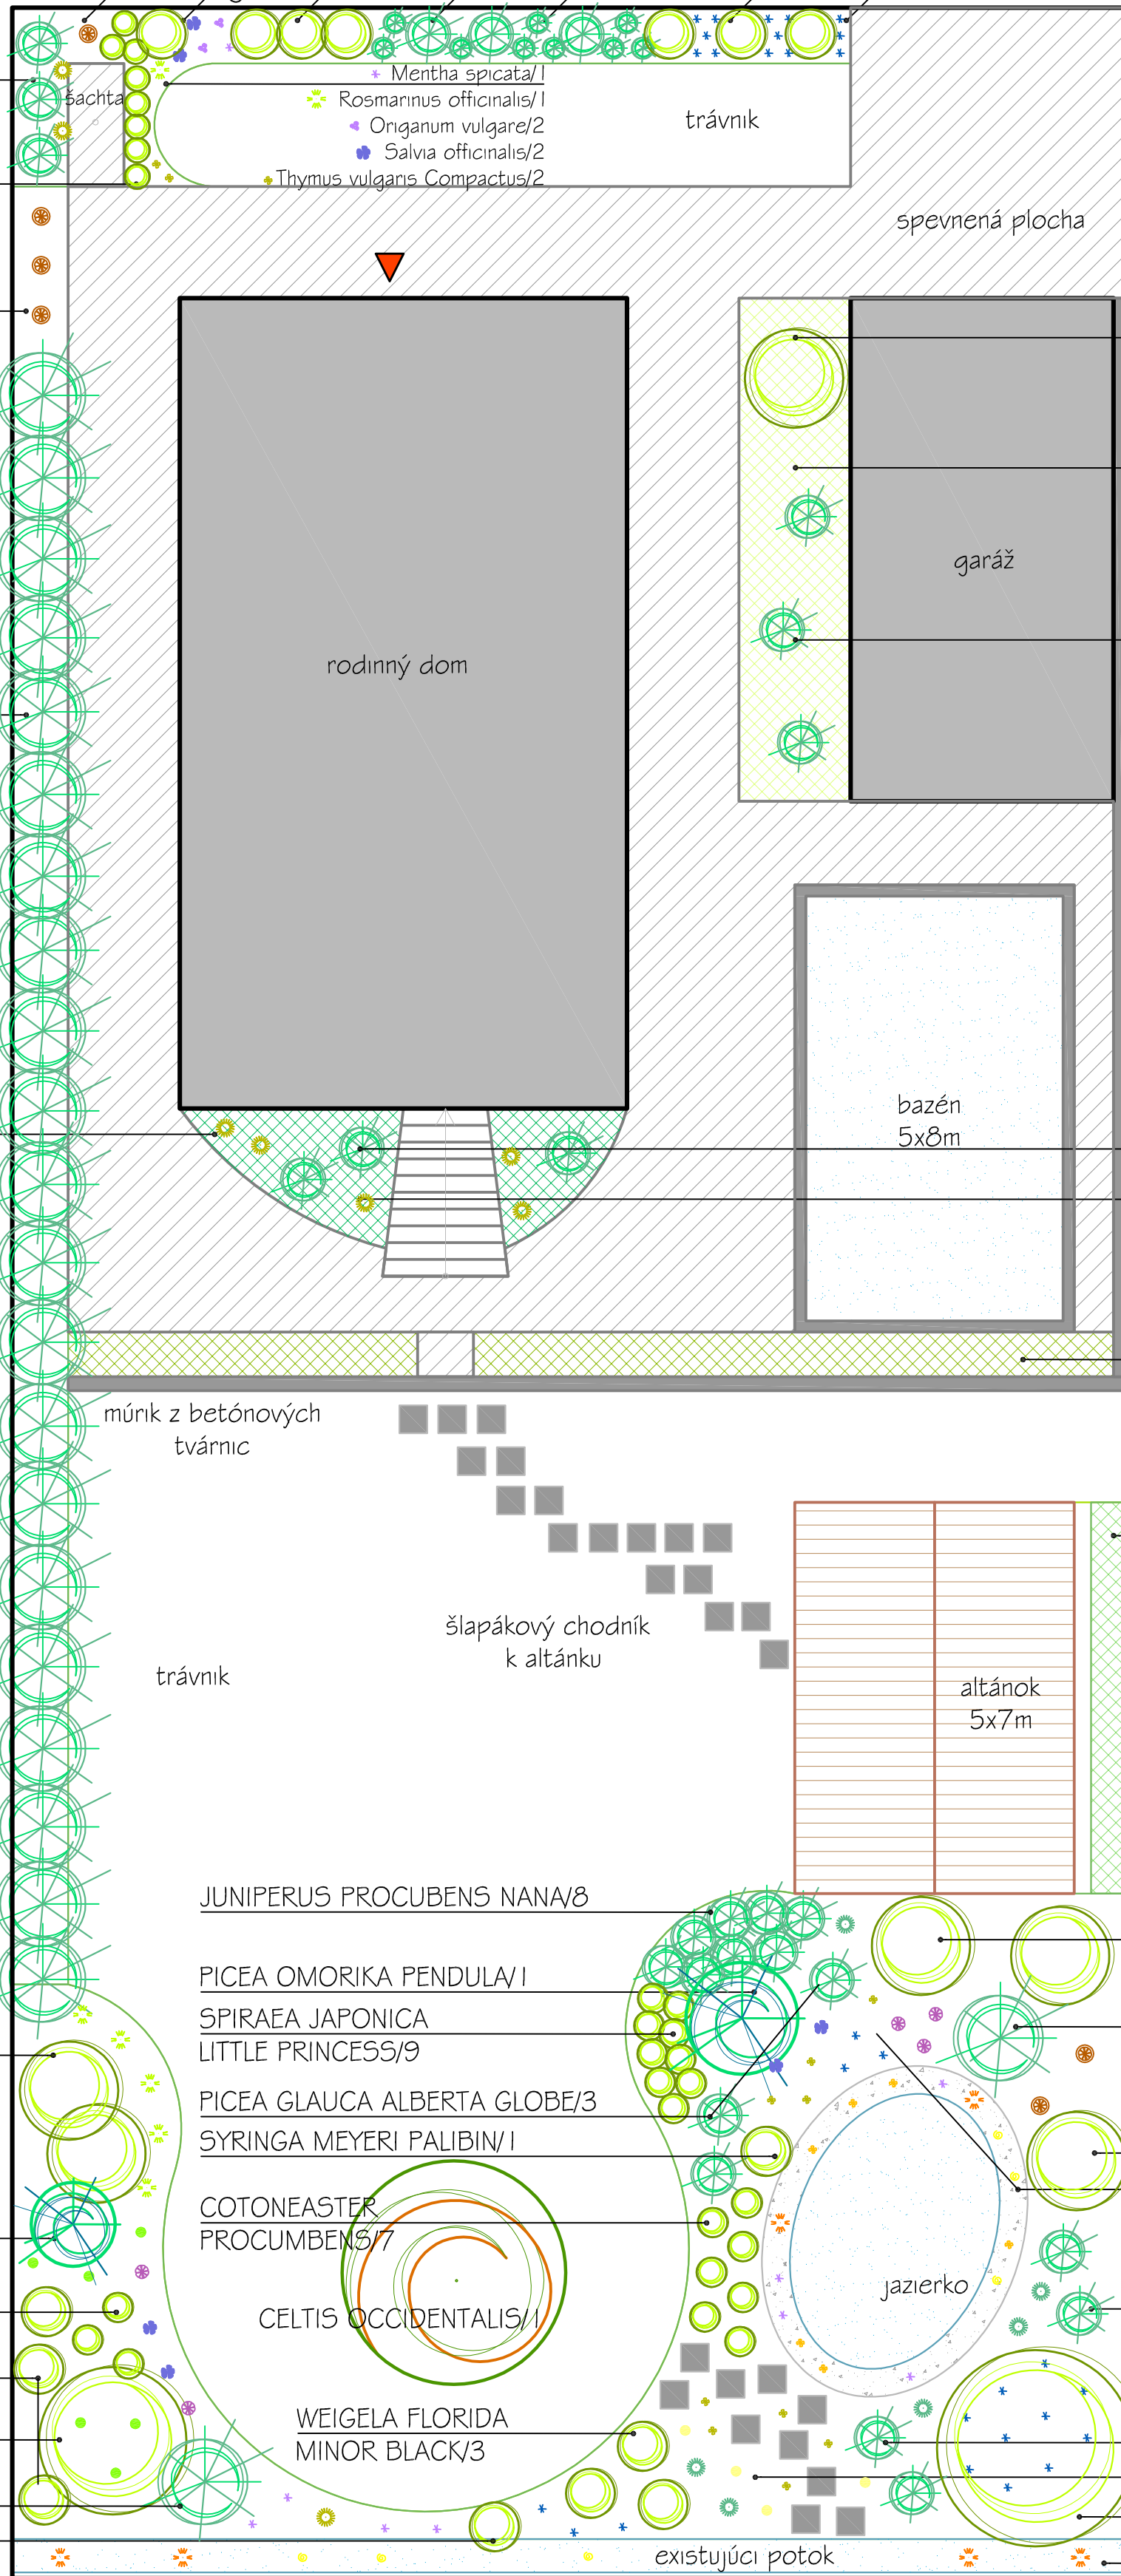 Mentha spicata/1
Rosmarinus officinalis/1
Origanum vulgare/2
Salvia officinalis/2
Thymus vulgaris Compactus/2
šachta
trávnik
spevnená plocha
garáž
rodinný dom
bazén
5x8m
múrik z betónových
tvárnic
šlapákový chodník
k altánku
trávnik
altánok
5x7m
JUNIPERUS PROCUBENS NANA/8
PICEA OMORIKA PENDULA/1
SPIRAEA JAPONICA
LITTLE PRINCESS/9
PICEA GLAUCA ALBERTA GLOBE/3
SYRINGA MEYERI PALIBIN/1
COTONEASTER
PROCUMBENS/7
jazierko
CELTIS OCCIDENTALIS/1
WEIGELA FLORIDA
MINOR BLACK/3
existujúci potok